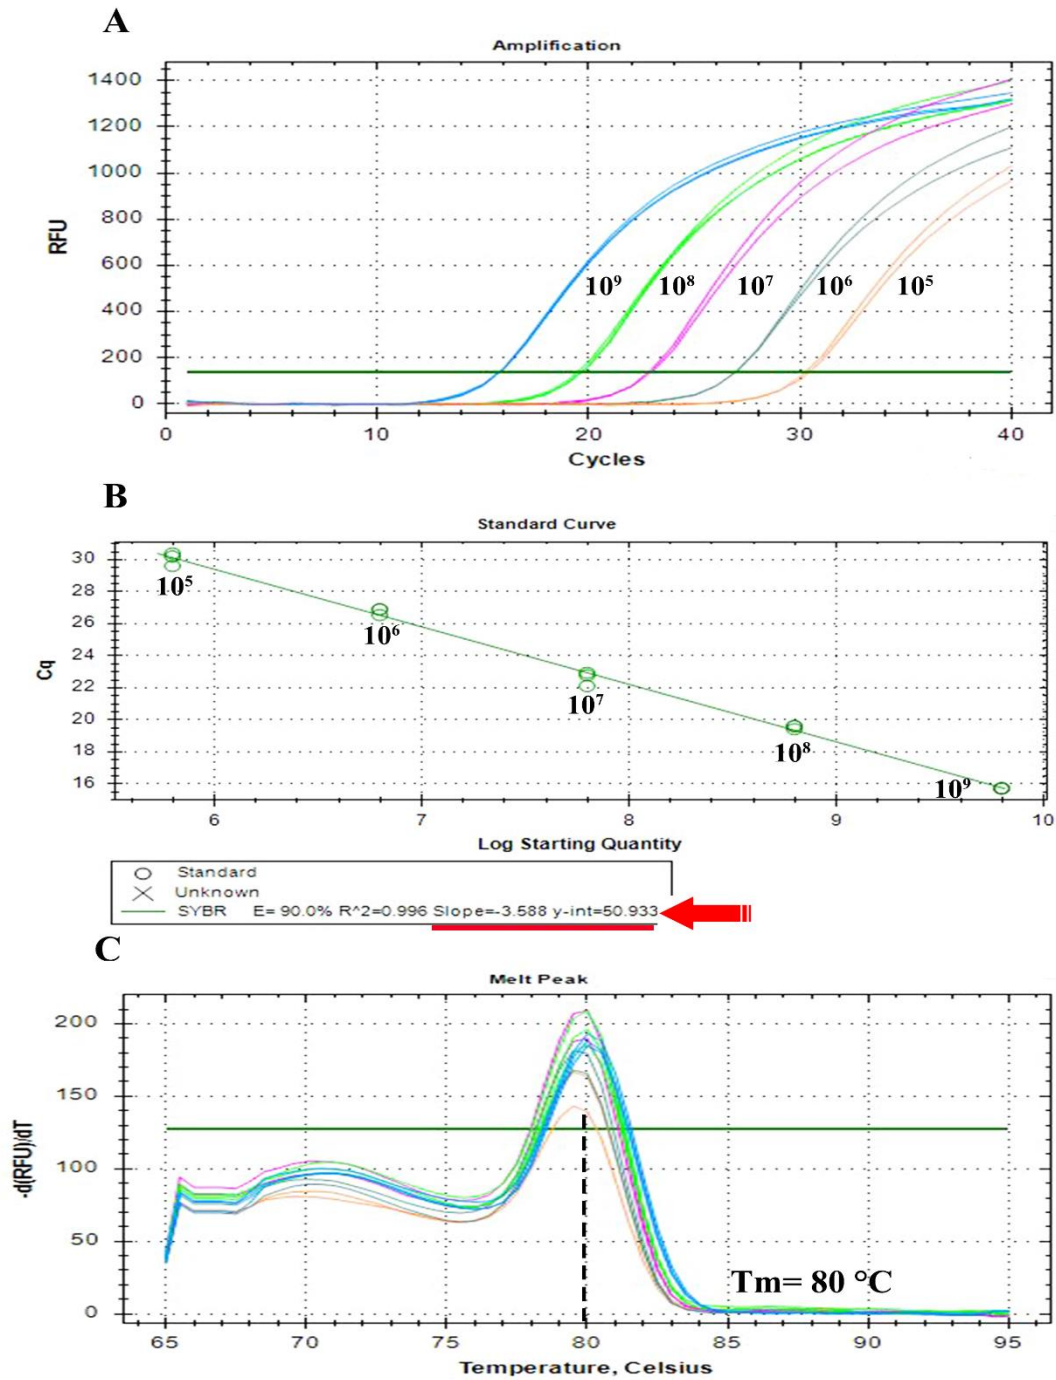 A
Amplification
1400
1200
1000
800
600
400
200
0
RFU
10⁹ 10⁸ 10⁷ 10⁶ 10⁵
0 10 20 30 40
Cycles
B
Standard Curve
30
28
26
24
22
20
18
16
Cq
10⁵
10⁶
10⁷
10⁸
10⁹
6 7 8 9 10
Log Starting Quantity
Standard
Unknown
SYBR E= 90.0% R^2=0.996 Slope=-3.588 y-int=50.933
C
Melt Peak
200
150
100
50
0
-d(RFU)/dT
Tm= 80 °C
65 70 75 80 85 90 95
Temperature, Celsius